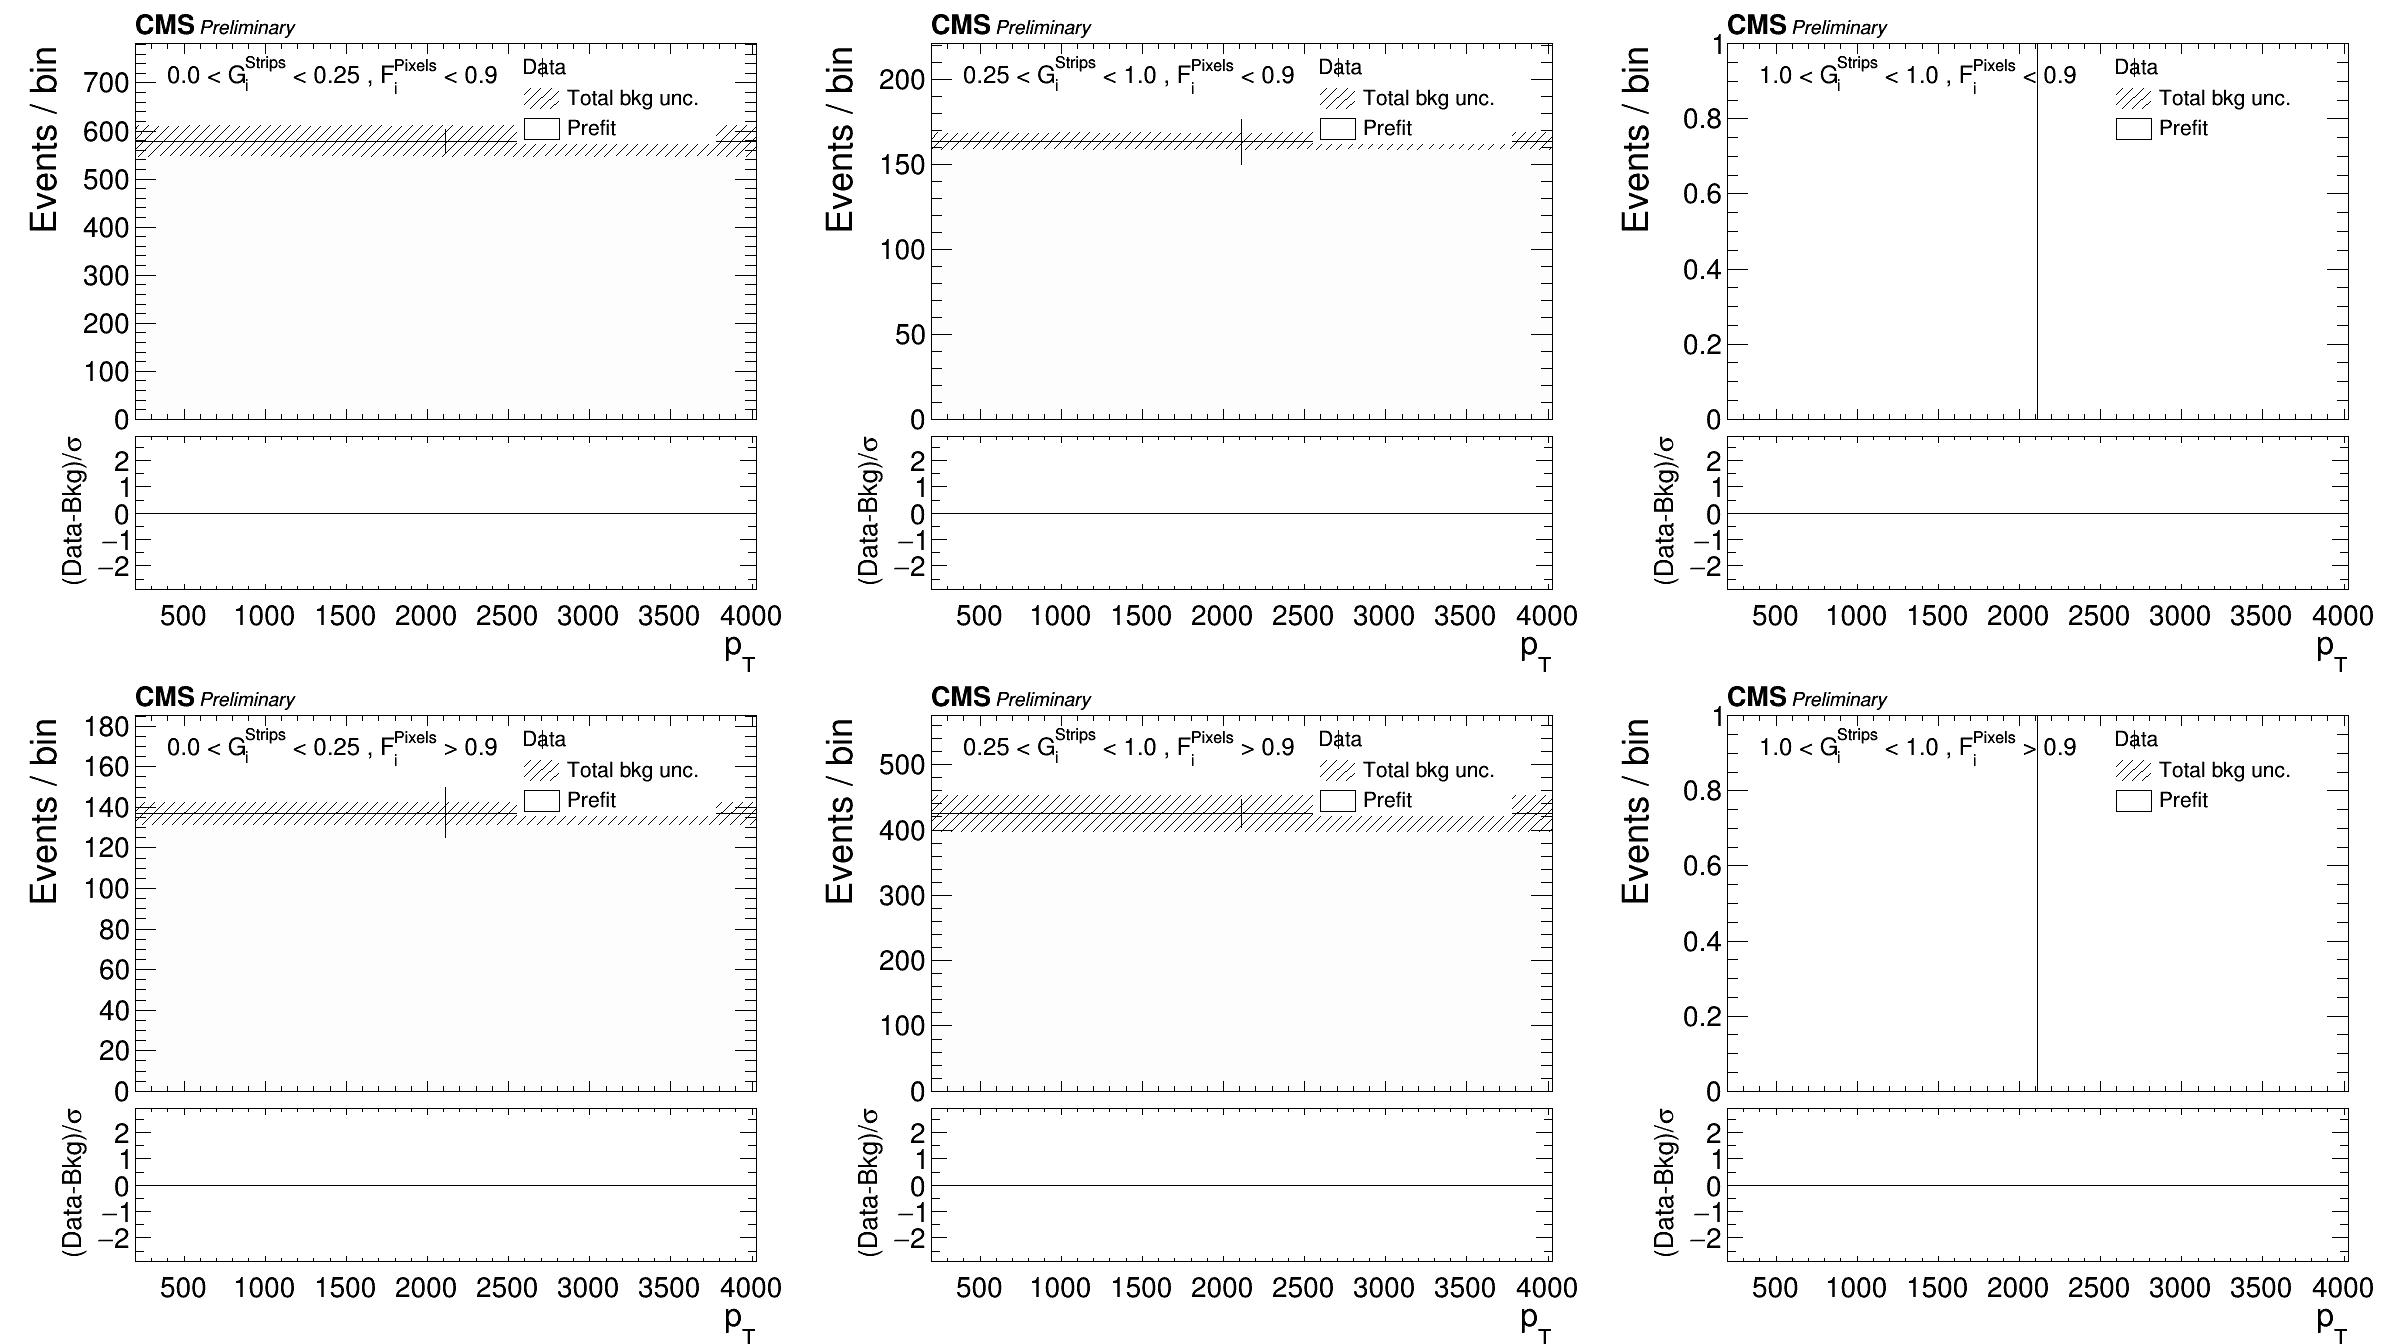 CMS Preliminary
Events / bin
0.0 < G_i^Strips < 0.25 , F_i^Pixels < 0.9
Data
Total bkg unc.
Prefit
700
600
500
400
300
200
100
0
(Data-Bkg)/σ
2
1
0
−1
−2
500 1000 1500 2000 2500 3000 3500 4000
p_T
CMS Preliminary
Events / bin
0.25 < G_i^Strips < 1.0 , F_i^Pixels < 0.9
Data
Total bkg unc.
Prefit
200
150
100
50
0
(Data-Bkg)/σ
2
1
0
−1
−2
500 1000 1500 2000 2500 3000 3500 4000
p_T
CMS Preliminary
Events / bin
1.0 < G_i^Strips < 1.0 , F_i^Pixels < 0.9
Data
Total bkg unc.
Prefit
1
0.8
0.6
0.4
0.2
0
(Data-Bkg)/σ
2
1
0
−1
−2
500 1000 1500 2000 2500 3000 3500 4000
p_T
CMS Preliminary
Events / bin
0.0 < G_i^Strips < 0.25 , F_i^Pixels > 0.9
Data
Total bkg unc.
Prefit
180
160
140
120
100
80
60
40
20
0
(Data-Bkg)/σ
2
1
0
−1
−2
500 1000 1500 2000 2500 3000 3500 4000
p_T
CMS Preliminary
Events / bin
0.25 < G_i^Strips < 1.0 , F_i^Pixels > 0.9
Data
Total bkg unc.
Prefit
500
400
300
200
100
0
(Data-Bkg)/σ
2
1
0
−1
−2
500 1000 1500 2000 2500 3000 3500 4000
p_T
CMS Preliminary
Events / bin
1.0 < G_i^Strips < 1.0 , F_i^Pixels > 0.9
Data
Total bkg unc.
Prefit
1
0.8
0.6
0.4
0.2
0
(Data-Bkg)/σ
2
1
0
−1
−2
500 1000 1500 2000 2500 3000 3500 4000
p_T